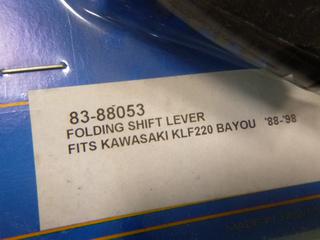 83-88053
FOLDING SHIFT LEVER
FITS KAWASAKI KLF220 BAYOU '88-'98